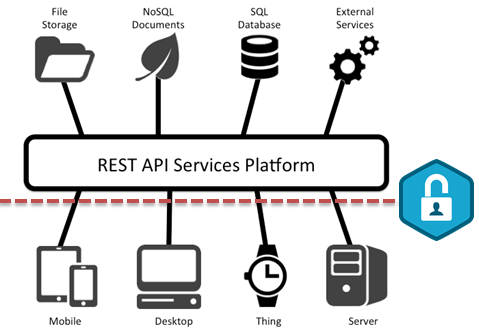 File
Storage
NoSQL
Documents
SQL
Database
External
Services
REST API Services Platform
Mobile
Desktop
Thing
Server